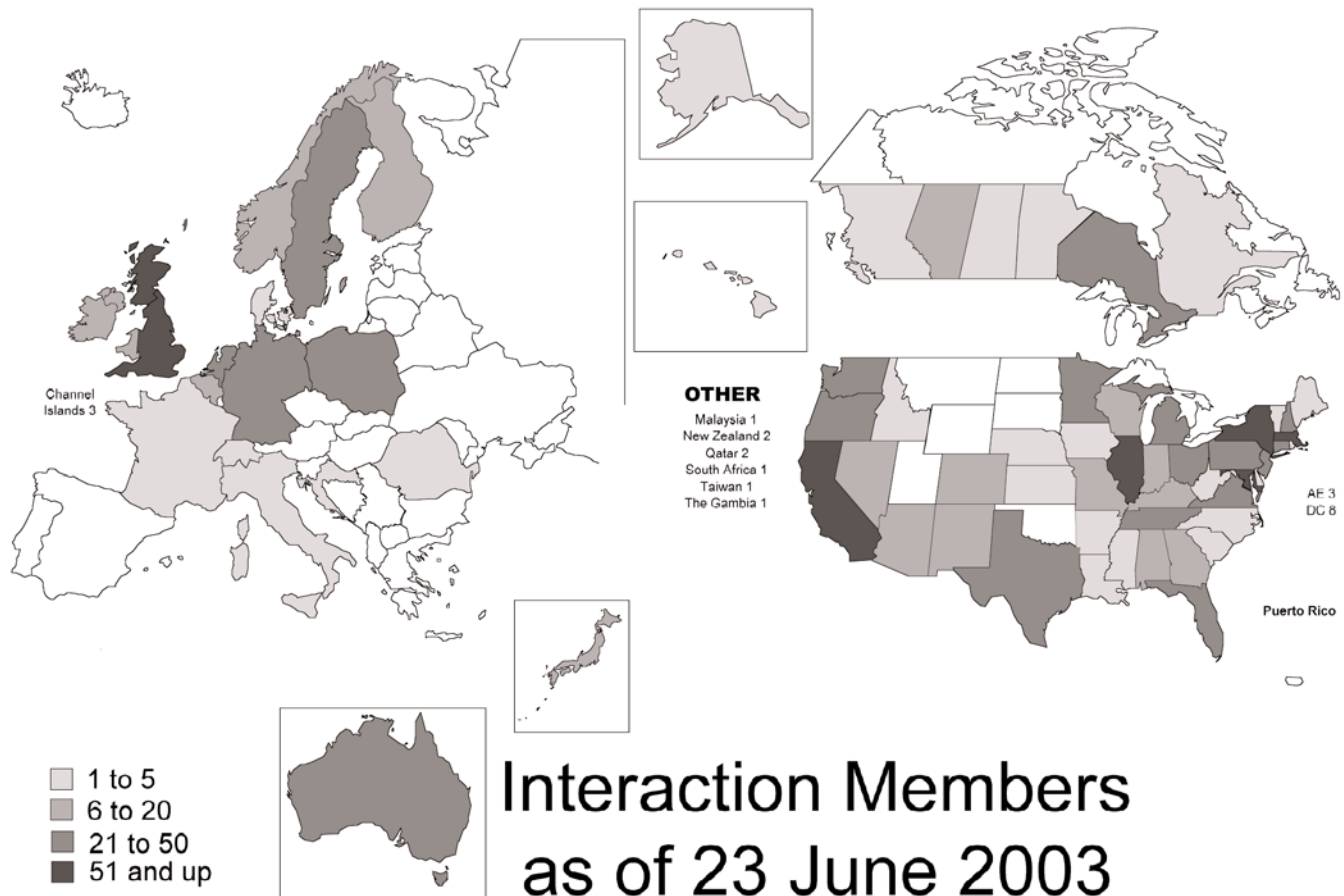 Channel
Islands 3
OTHER
Malaysia 1
New Zealand 2
Qatar 2
South Africa 1
Taiwan 1
The Gambia 1
AE 3
DC 8
Puerto Rico
1 to 5
6 to 20
21 to 50
51 and up
Interaction Members
as of 23 June 2003